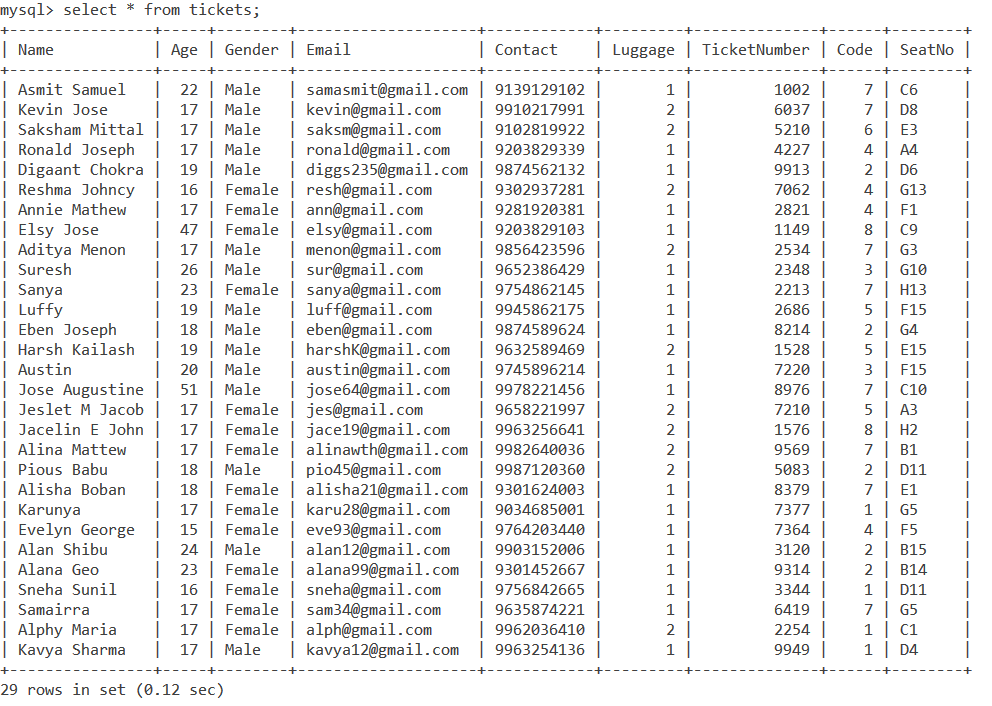 mysql> select * from tickets;
+---------------+-----+--------+--------------------+------------+---------+--------------+------+--------+
| Name          | Age | Gender | Email              | Contact    | Luggage | TicketNumber | Code | SeatNo |
+---------------+-----+--------+--------------------+------------+---------+--------------+------+--------+
| Asmit Samuel  |  22 | Male   | samasmit@gmail.com | 9139129102 |       1 |         1002 |    7 | C6     |
| Kevin Jose    |  17 | Male   | kevin@gmail.com    | 9910217991 |       2 |         6037 |    7 | D8     |
| Saksham Mittal |  17 | Male   | saksm@gmail.com    | 9102819922 |       2 |         5210 |    6 | E3     |
| Ronald Joseph |  17 | Male   | ronald@gmail.com   | 9203829339 |       1 |         4227 |    4 | A4     |
| Digaant Chokra |  19 | Male   | diggs235@gmail.com | 9874562132 |       1 |         9913 |    2 | D6     |
| Reshma Johncy |  16 | Female | resh@gmail.com     | 9302937281 |       2 |         7062 |    4 | G13    |
| Annie Mathew  |  17 | Female | ann@gmail.com      | 9281920381 |       1 |         2821 |    4 | F1     |
| Elsy Jose     |  47 | Female | elsy@gmail.com     | 9203829103 |       1 |         1149 |    8 | C9     |
| Aditya Menon  |  17 | Male   | menon@gmail.com    | 9856423596 |       2 |         2534 |    7 | G3     |
| Suresh        |  26 | Male   | sur@gmail.com      | 9652386429 |       1 |         2348 |    3 | G10    |
| Sanya         |  23 | Female | sanya@gmail.com    | 9754862145 |       1 |         2213 |    7 | H13    |
| Luffy         |  19 | Male   | luff@gmail.com     | 9945862175 |       1 |         2686 |    5 | F15    |
| Eben Joseph   |  18 | Male   | eben@gmail.com     | 9874589624 |       1 |         8214 |    2 | G4     |
| Harsh Kailash |  19 | Male   | harshK@gmail.com   | 9632589469 |       2 |         1528 |    5 | E15    |
| Austin        |  20 | Male   | austin@gmail.com   | 9745896214 |       1 |         7220 |    3 | F15    |
| Jose Augustine |  51 | Male   | jose64@gmail.com   | 9978221456 |       1 |         8976 |    7 | C10    |
| Jeslet M Jacob |  17 | Female | jes@gmail.com      | 9658221997 |       2 |         7210 |    5 | A3     |
| Jacelin E John |  17 | Female | jace19@gmail.com   | 9963256641 |       2 |         1576 |    8 | H2     |
| Alina Mattew  |  17 | Female | alinawth@gmail.com | 9982640036 |       2 |         9569 |    7 | B1     |
| Pious Babu    |  18 | Male   | pio45@gmail.com    | 9987120360 |       2 |         5083 |    2 | D11    |
| Alisha Boban  |  18 | Female | alisha21@gmail.com | 9301624003 |       1 |         8379 |    7 | E1     |
| Karunya       |  17 | Female | karu28@gmail.com   | 9034685001 |       1 |         7377 |    1 | G5     |
| Evelyn George |  15 | Female | eve93@gmail.com    | 9764203440 |       1 |         7364 |    4 | F5     |
| Alan Shibu    |  24 | Male   | alan12@gmail.com   | 9903152006 |       1 |         3120 |    2 | B15    |
| Alana Geo     |  23 | Female | alana99@gmail.com  | 9301452667 |       1 |         9314 |    2 | B14    |
| Sneha Sunil   |  16 | Female | sneha@gmail.com    | 9756842665 |       1 |         3344 |    1 | D11    |
| Samairra      |  17 | Female | sam34@gmail.com    | 9635874221 |       1 |         6419 |    7 | G5     |
| Alphy Maria   |  17 | Female | alph@gmail.com     | 9962036410 |       2 |         2254 |    1 | C1     |
| Kavya Sharma  |  17 | Male   | kavya12@gmail.com  | 9963254136 |       1 |         9949 |    1 | D4     |
+---------------+-----+--------+--------------------+------------+---------+--------------+------+--------+
29 rows in set (0.12 sec)